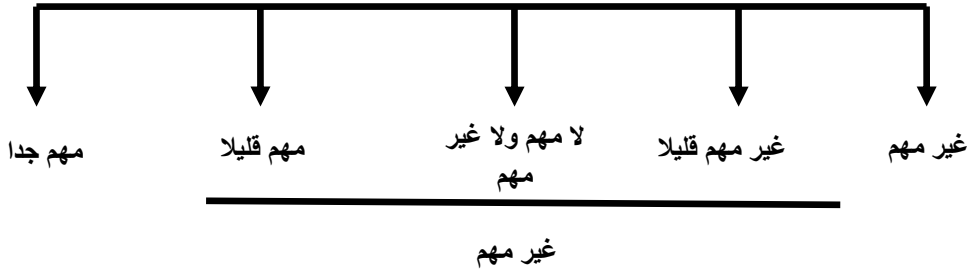 غير مهم
غير مهم قليلا
لا مهم ولا غير
مهم
مهم قليلا
مهم جدا
غير مهم